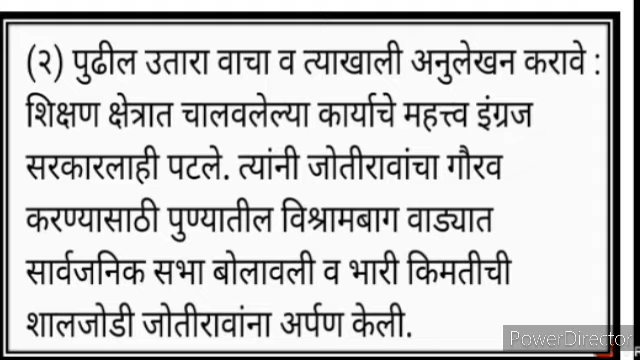 (२) पुढील उतारा वाचा व त्याखाली अनुलेखन करावे :
शिक्षण क्षेत्रात चालवलेल्या कार्याचे महत्त्व इंग्रज
सरकारलाही पटले. त्यांनी जोतीरावांचा गौरव
करण्यासाठी पुण्यातील विश्रामबाग वाड्यात
सार्वजनिक सभा बोलावली व भारी किमतीची
शालजोडी जोतीरावांना अर्पण केली.
PowerDirector